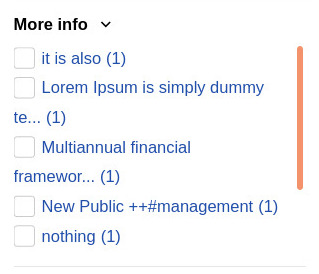 More info
it is also (1)
Lorem Ipsum is simply dummy
te... (1)
Multiannual financial
framewor... (1)
New Public ++#management (1)
nothing (1)